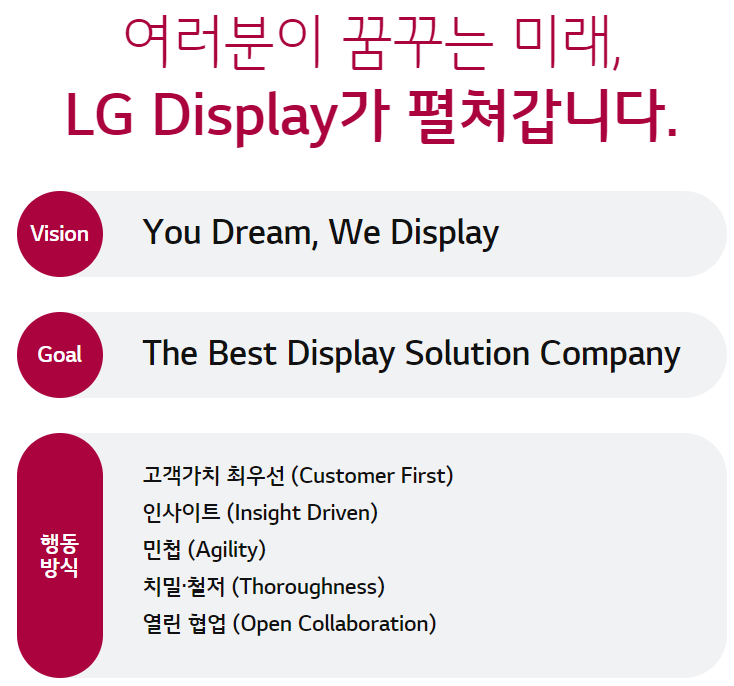 여러분이 꿈꾸는 미래,
LG Display가 펼쳐갑니다.
Vision
You Dream, We Display
Goal
The Best Display Solution Company
행동
방식
고객가치 최우선 (Customer First)
인사이트 (Insight Driven)
민첩 (Agility)
치밀·철저 (Thoroughness)
열린 협업 (Open Collaboration)